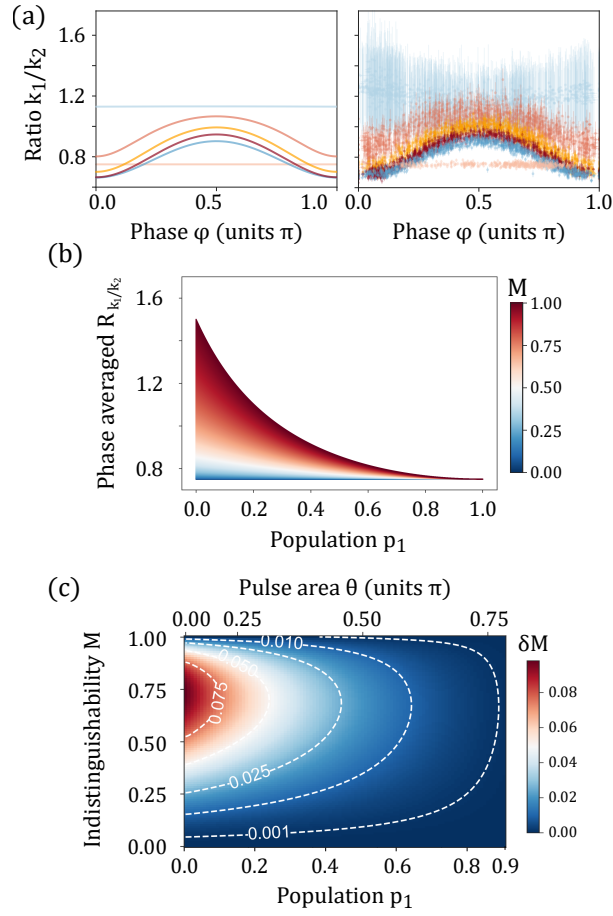 (a)
1.6
1.2
0.8
Ratio k₁/k₂
0.0 0.5 1.0
0.0 0.5 1.0
Phase φ (units π)
Phase φ (units π)
(b)
M
1.6
1.2
0.8
Phase averaged R k₁/k₂
1.00
0.75
0.50
0.25
0.00
0.0 0.2 0.4 0.6 0.8 1.0
Population p₁
(c)
Pulse area θ (units π)
0.00 0.25 0.50 0.75
δM
1.00
0.75
0.50
0.25
0.00
Indistinguishability M
0.010
0.050
0.075
0.025
0.001
0.08
0.06
0.04
0.02
0.00
0.0 0.2 0.4 0.6 0.8 0.9
Population p₁